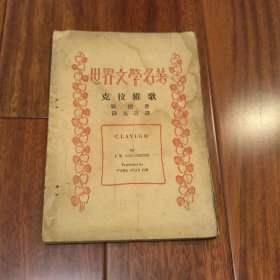 世界文學名著
克拉維歌
歌德著
湯元吉譯
CLAVIGO
By
J. W. VON GOETHE
Translated by
TANG YÜAN CHI